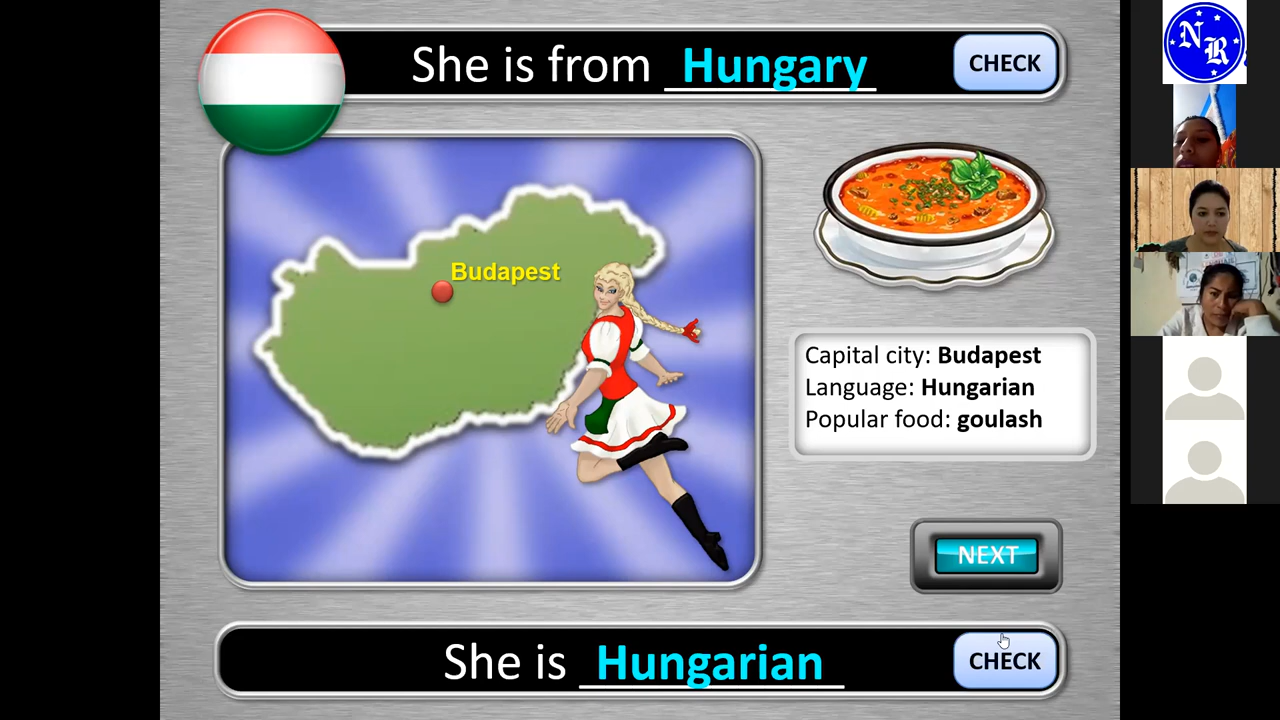 She is from Hungary
CHECK
Budapest
Capital city: Budapest
Language: Hungarian
Popular food: goulash
NEXT
She is Hungarian
CHECK
N
R